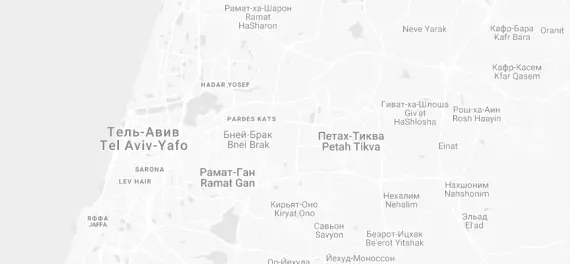 Рамат-ха-Шарон
Ramat
HaSharon
Neve Yarak
Кафр-Бара
Kafr Bara
Oranit
Кафр-Касем
Kfar Qasem
HADAR YOSEF
Гиват-ха-Шлоша
Giv'at
HaShlosha
Рош-ха-Аин
Rosh Haayin
PARDES KATS
Тель-Авив
Tel Aviv-Yafo
Бней-Брак
Bnei Brak
Петах-Тиква
Petah Tikva
Einat
SARONA
LEV HAIR
Рамат-Ган
Ramat Gan
Нехалим
Nehalim
Нахшоним
Nahshonim
Кирьят-Оно
Kiryat Ono
ЯФФА
JAFFA
Савьон
Savyon
Эльад
El'ad
Беэрот-Ицхак
Be'erot Yitshak
Ор-Йехуда
Йехуд-Моноссон